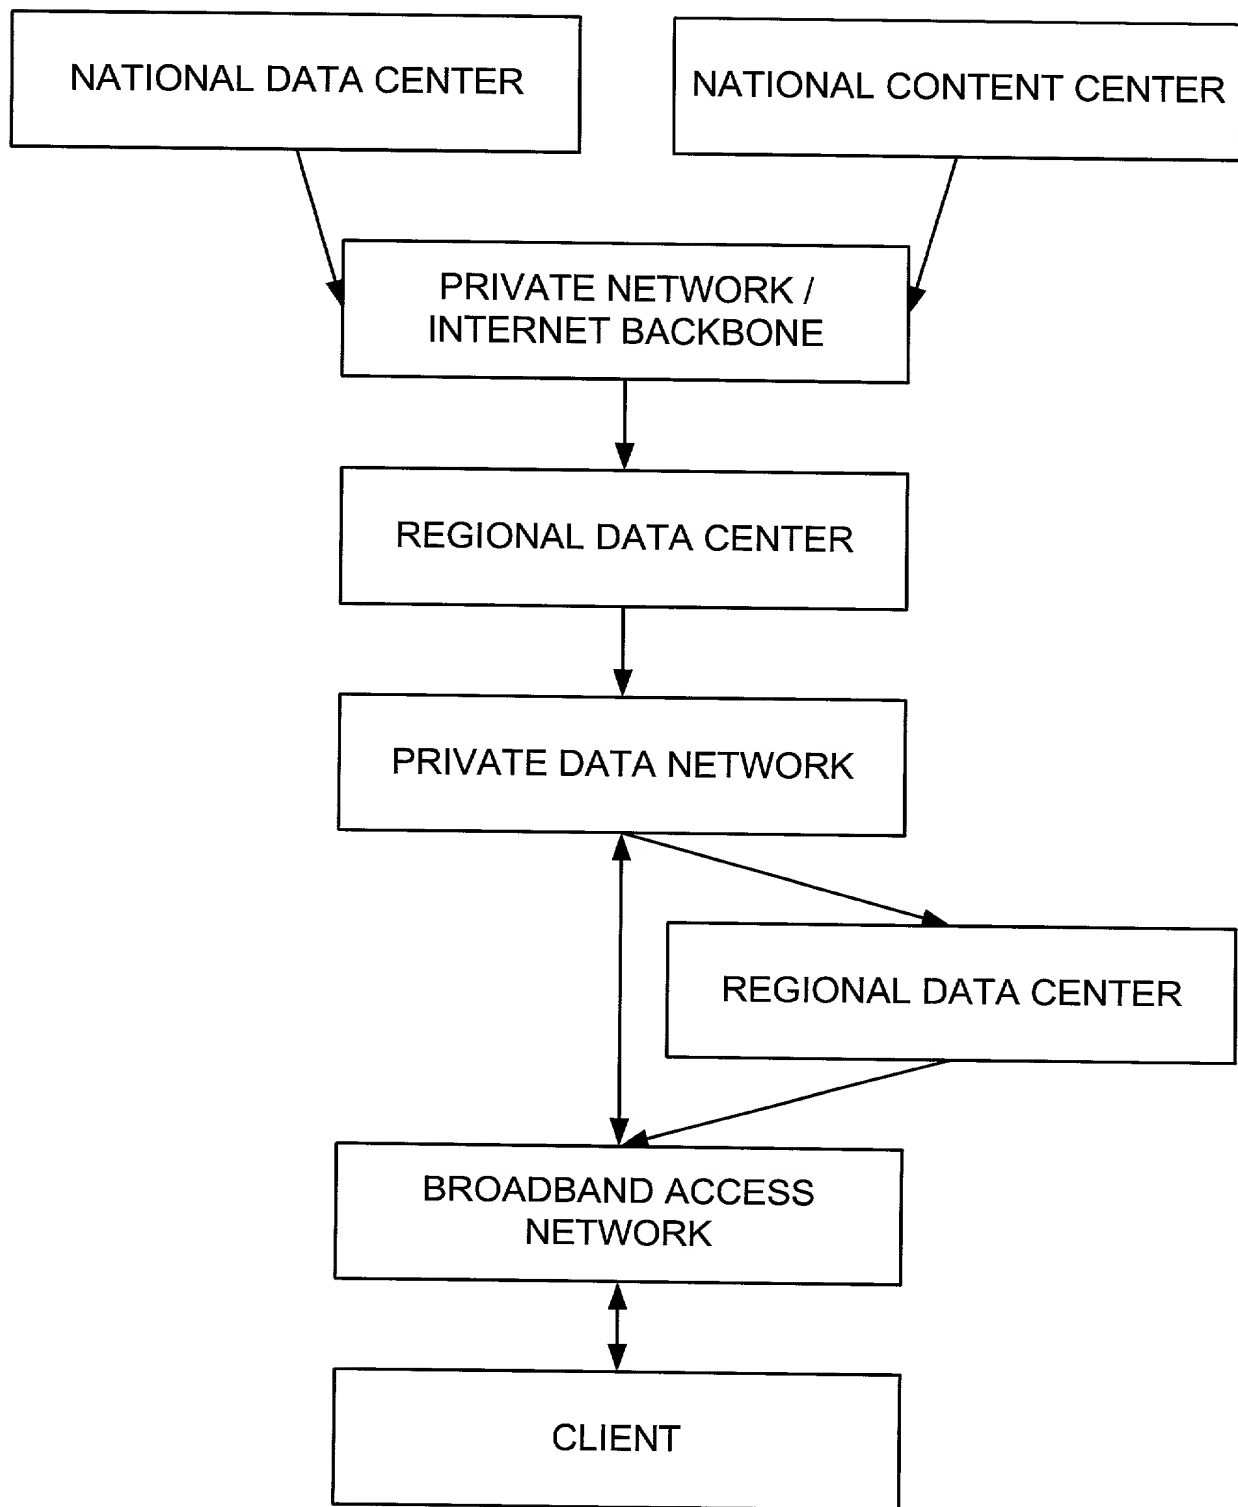 NATIONAL DATA CENTER
NATIONAL CONTENT CENTER
PRIVATE NETWORK /
INTERNET BACKBONE
REGIONAL DATA CENTER
PRIVATE DATA NETWORK
REGIONAL DATA CENTER
BROADBAND ACCESS
NETWORK
CLIENT